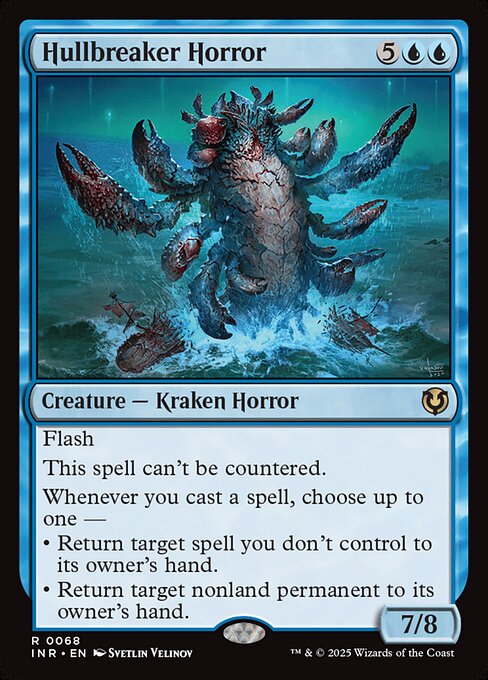 Hullbreaker Horror 5
Creature — Kraken Horror
Flash
This spell can't be countered.
Whenever you cast a spell, choose up to
one —
• Return target spell you don't control to
its owner's hand.
• Return target nonland permanent to its
owner's hand.
7/8
R 0068
INR • EN Svetlin Velinov
™ & © 2025 Wizards of the Coast